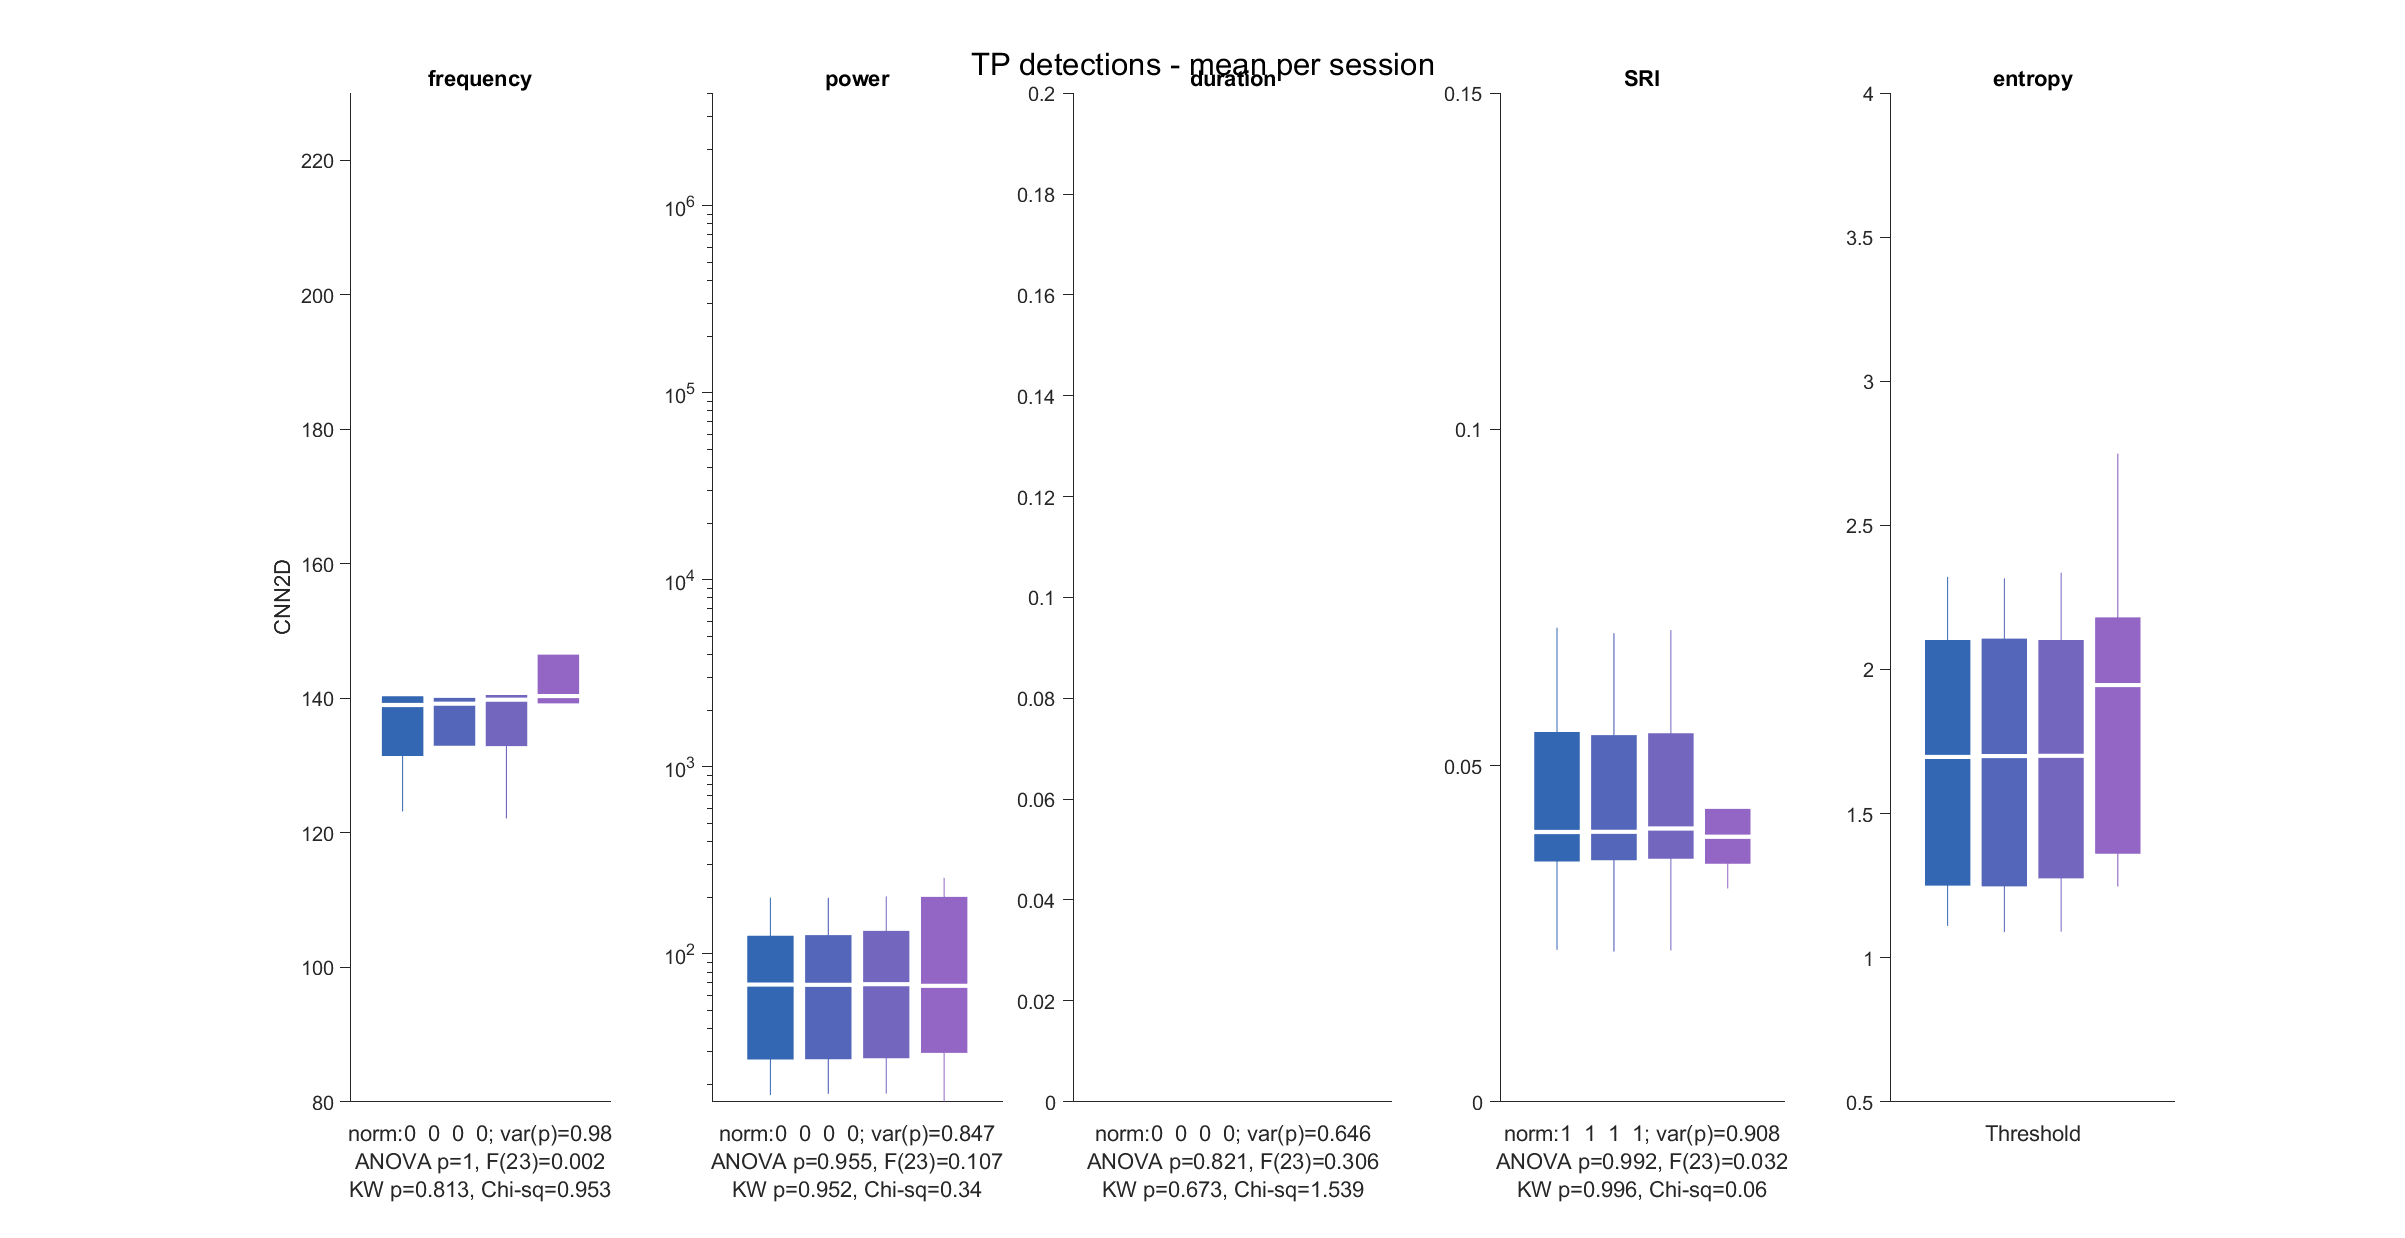 TP detections - mean per session
frequency
power
duration
SRI
entropy
CNN2D
220
200
180
160
140
120
100
80
10^6
10^5
10^4
10^3
10^2
0.2
0.18
0.16
0.14
0.12
0.1
0.08
0.06
0.04
0.02
0
0.15
0.1
0.05
0
4
3.5
3
2.5
2
1.5
1
0.5
norm:0 0 0 0; var(p)=0.98
ANOVA p=1, F(23)=0.002
KW p=0.813, Chi-sq=0.953
norm:0 0 0 0; var(p)=0.847
ANOVA p=0.955, F(23)=0.107
KW p=0.952, Chi-sq=0.34
norm:0 0 0 0; var(p)=0.646
ANOVA p=0.821, F(23)=0.306
KW p=0.673, Chi-sq=1.539
norm:1 1 1 1; var(p)=0.908
ANOVA p=0.992, F(23)=0.032
KW p=0.996, Chi-sq=0.06
Threshold